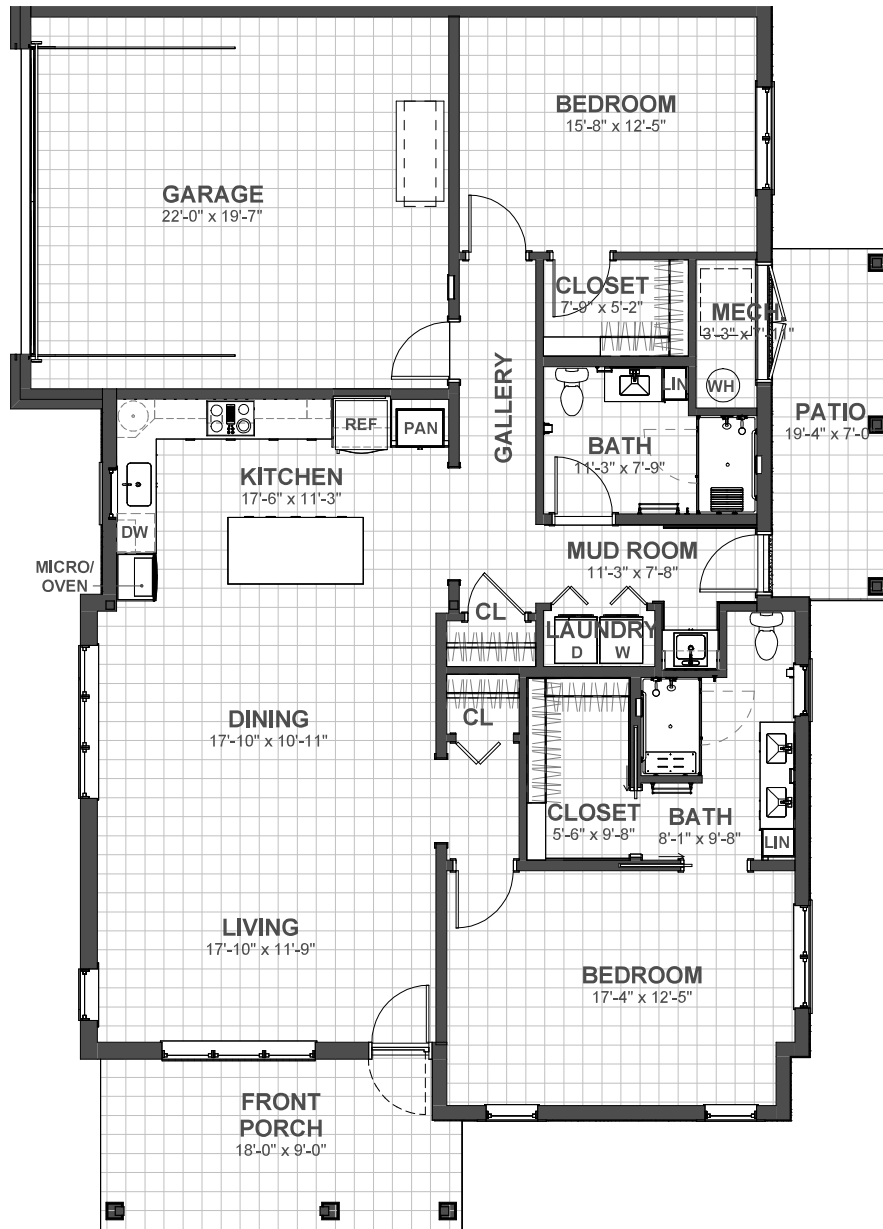 BEDROOM
15'-8" x 12'-5"
GARAGE
22'-0" x 19'-7"
CLOSET
7'-9" x 5'-2"
MECH.
3'-3" x 7'-11"
WH
GALLERY
LIN
PATIO
19'-4" x 7'-0
REF
PAN
BATH
11'-3" x 7'-9"
KITCHEN
17'-6" x 11'-3"
DW
MICRO/
OVEN
MUD ROOM
11'-3" x 7'-8"
CL
LAUNDRY
D
W
CL
DINING
17'-10" x 10'-11"
CLOSET
5'-6" x 9'-8"
BATH
8'-1" x 9'-8"
LIN
LIVING
17'-10" x 11'-9"
BEDROOM
17'-4" x 12'-5"
FRONT
PORCH
18'-0" x 9'-0"